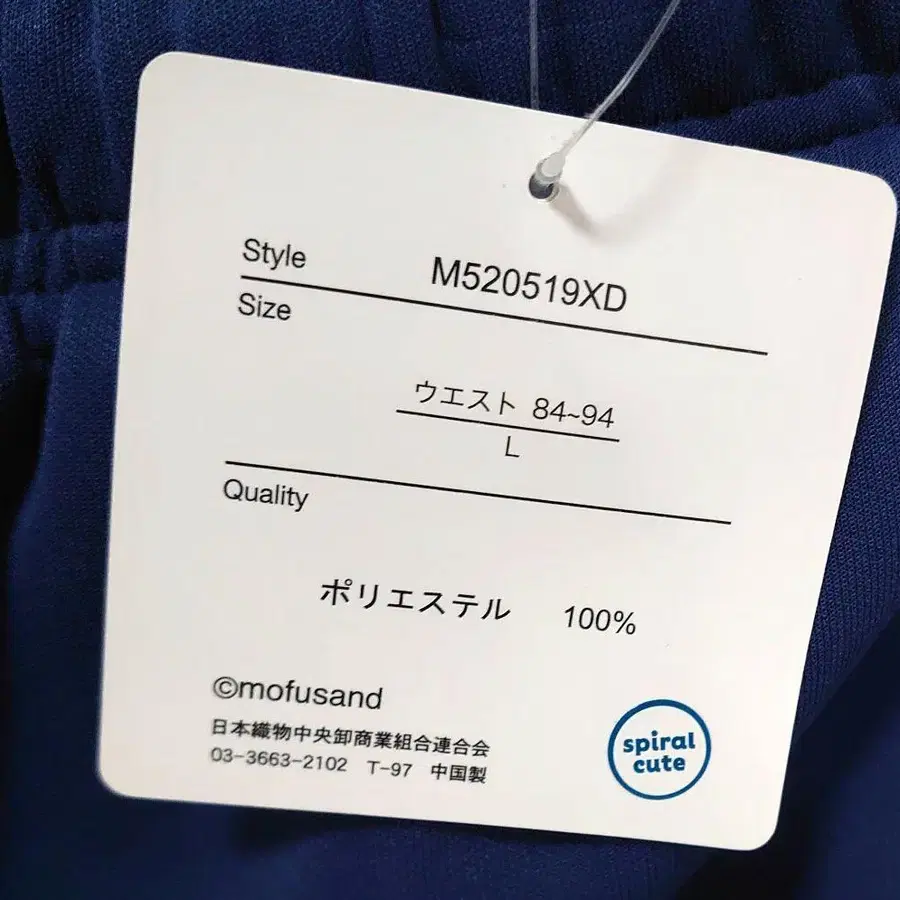 Style M520519XD
Size
ウエスト 84~94
L
Quality
ポリエステル 100%
©mofusand
日本織物中央卸商業組合連合会
03-3663-2102 T-97 中国製
spiral
cute